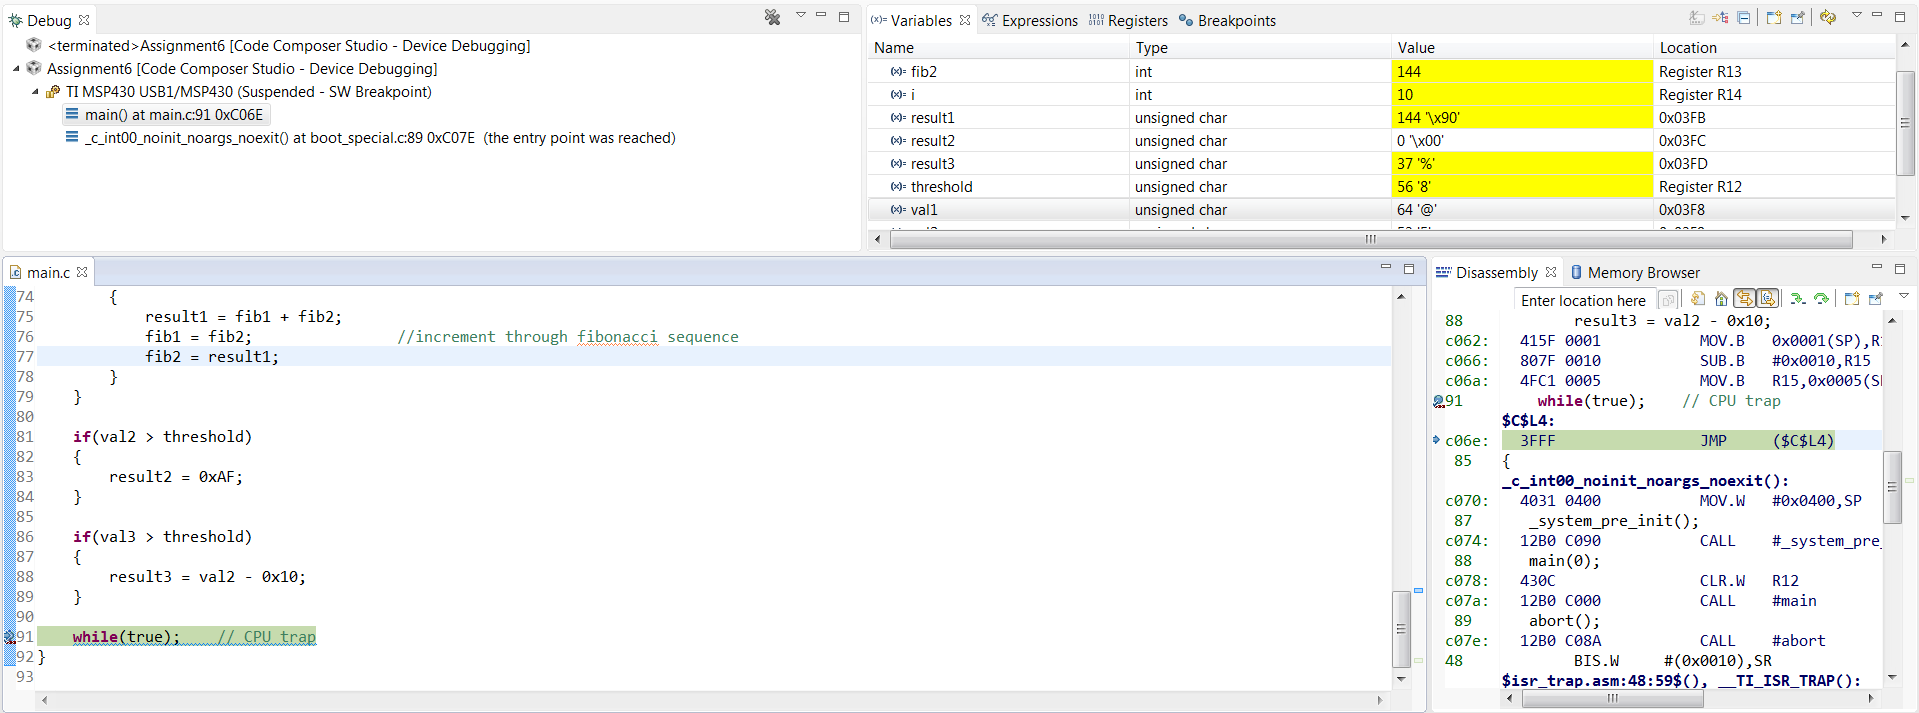 Debug
<terminated>Assignment6 [Code Composer Studio - Device Debugging]
Assignment6 [Code Composer Studio - Device Debugging]
TI MSP430 USB1/MSP430 (Suspended - SW Breakpoint)
main() at main.c:91 0xC06E
_c_int00_noinit_noargs_noexit() at boot_special.c:89 0xC07E  (the entry point was reached)
(x)= Variables Expressions Registers Breakpoints
Name Type Value Location
(x)= fib2 int 144 Register R13
(x)= i int 10 Register R14
(x)= result1 unsigned char 144 '\x90' 0x03FB
(x)= result2 unsigned char 0 '\x00' 0x03FC
(x)= result3 unsigned char 37 '%' 0x03FD
(x)= threshold unsigned char 56 '8' Register R12
(x)= val1 unsigned char 64 '@' 0x03F8
main.c
74 {
75 result1 = fib1 + fib2;
76 fib1 = fib2; //increment through fibonacci sequence
77 fib2 = result1;
78 }
79 }
80
81 if(val2 > threshold)
82 {
83 result2 = 0xAF;
84 }
85
86 if(val3 > threshold)
87 {
88 result3 = val2 - 0x10;
89 }
90
91 while(true); // CPU trap
92 }
93
Disassembly Memory Browser
Enter location here
88 result3 = val2 - 0x10;
c062: 415F 0001 MOV.B 0x0001(SP),R
c066: 807F 0010 SUB.B #0x0010,R15
c06a: 4FC1 0005 MOV.B R15,0x0005(S
91 while(true); // CPU trap
$C$L4:
c06e: 3FFF JMP ($C$L4)
85 {
_c_int00_noinit_noargs_noexit():
c070: 4031 0400 MOV.W #0x0400,SP
87 _system_pre_init();
c074: 12B0 C090 CALL #_system_pre_
88 main(0);
c078: 430C CLR.W R12
c07a: 12B0 C000 CALL #main
89 abort();
c07e: 12B0 C08A CALL #abort
48 BIS.W #(0x0010),SR
$isr_trap.asm:48:59$(), __TI_ISR_TRAP():